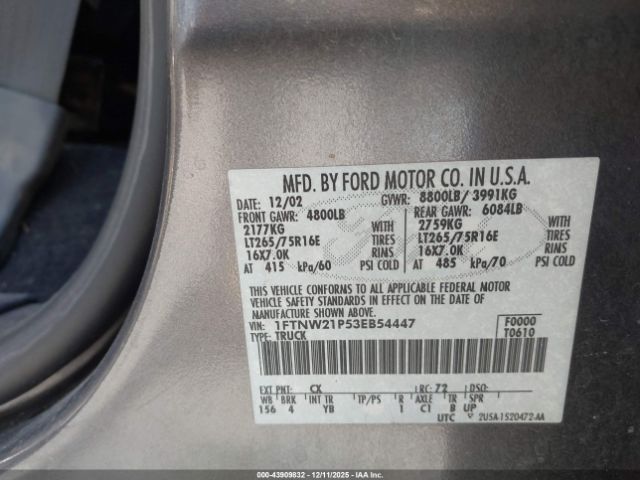 MFD. BY FORD MOTOR CO. IN U.S.A.
DATE: 12/02 GVWR: 8800LB/ 3991KG
FRONT GAWR: 4800LB REAR GAWR: 6084LB
2177KG WITH 2759KG WITH
LT265/75R16E TIRES LT265/75R16E TIRES
16X7.0K RINS 16X7.0K RINS
AT 415 kPa/60 PSI COLD AT 485 kPa/70 PSI COLD
THIS VEHICLE CONFORMS TO ALL APPLICABLE FEDERAL MOTOR
VEHICLE SAFETY STANDARDS IN EFFECT ON THE DATE OF
MANUFACTURE SHOWN ABOVE.
VIN: 1FTNW21P53EB54447 F0000
TYPE: TRUCK T0610
EXT PNT: CX RC: 72 DSO:
WB BRK INT TR TP/PS R AXLE TR SPR
156 4 YB 1 C1 B UP
UTC 2USA-1520472-AA
000-43909832 - 12/11/2025 - COPYRIGHT IAA